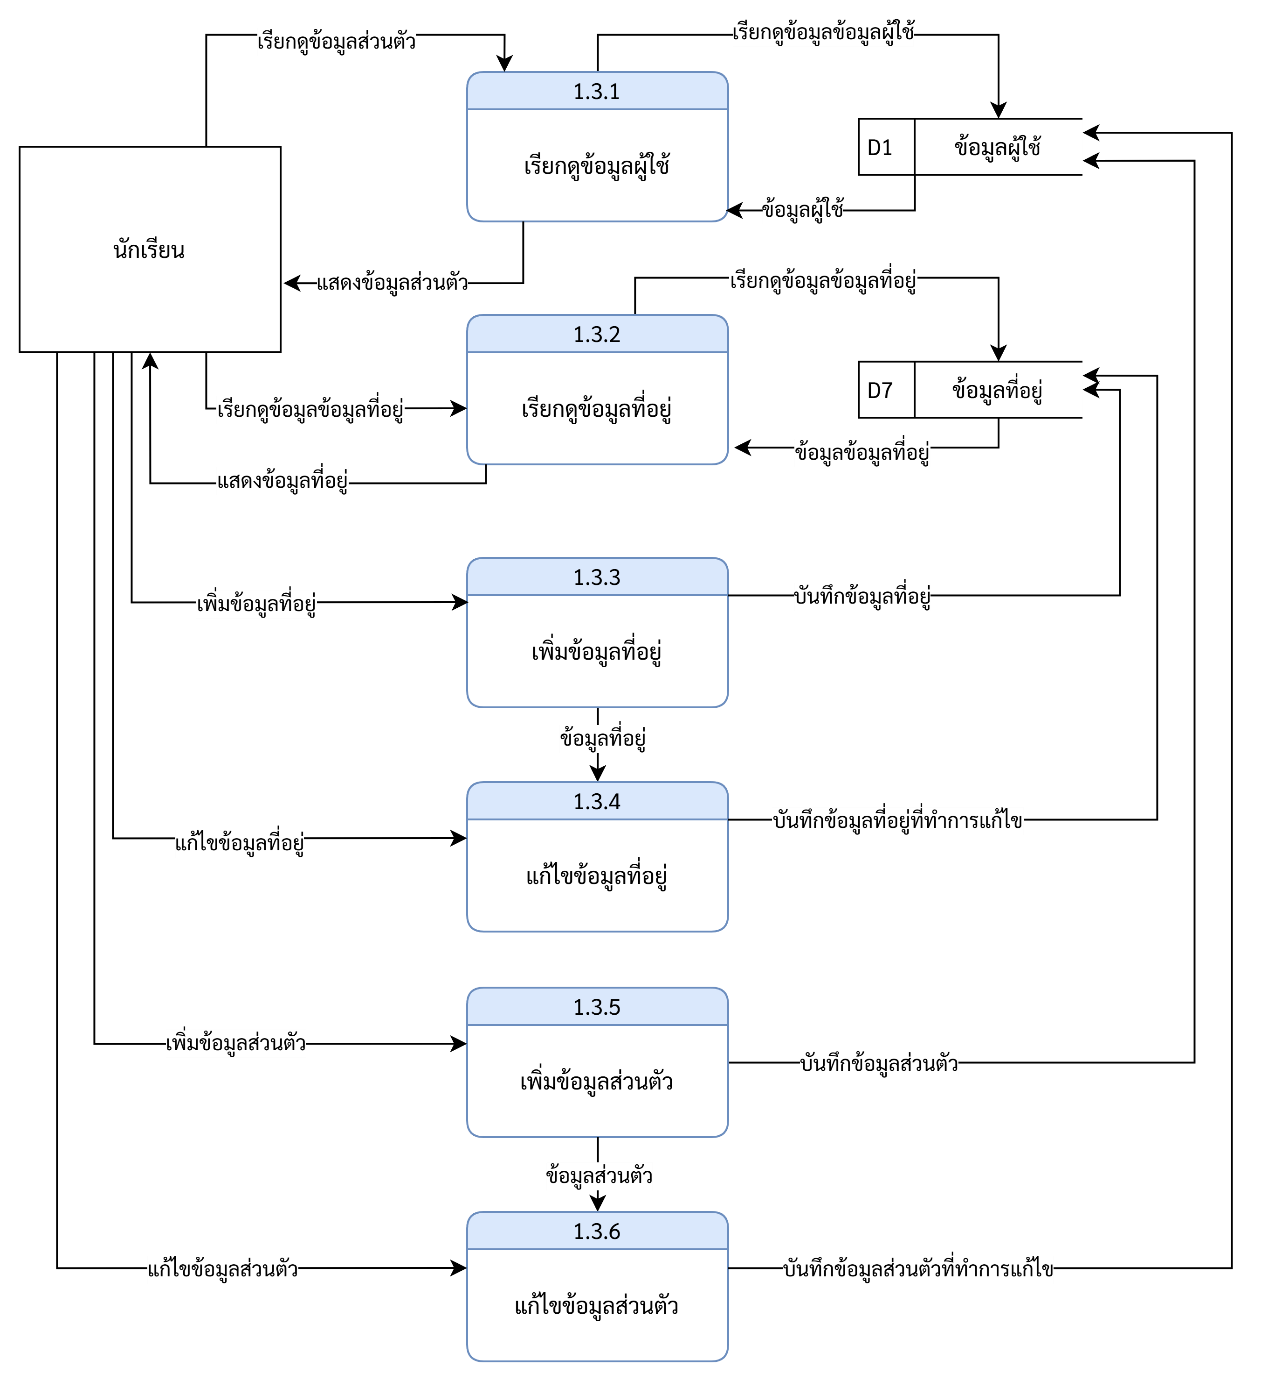 เรียกดูข้อมูลส่วนตัว
เรียกดูข้อมูลข้อมูลผู้ใช้
1.3.1
เรียกดูข้อมูลผู้ใช้
D1
ข้อมูลผู้ใช้
ข้อมูลผู้ใช้
นักเรียน
แสดงข้อมูลส่วนตัว
เรียกดูข้อมูลข้อมูลที่อยู่
1.3.2
เรียกดูข้อมูลที่อยู่
D7
ข้อมูลที่อยู่
เรียกดูข้อมูลข้อมูลที่อยู่
ข้อมูลข้อมูลที่อยู่
แสดงข้อมูลที่อยู่
1.3.3
เพิ่มข้อมูลที่อยู่
บันทึกข้อมูลที่อยู่
เพิ่มข้อมูลที่อยู่
ข้อมูลที่อยู่
1.3.4
บันทึกข้อมูลที่อยู่ที่ทำการแก้ไข
แก้ไขข้อมูลที่อยู่
แก้ไขข้อมูลที่อยู่
1.3.5
เพิ่มข้อมูลส่วนตัว
บันทึกข้อมูลส่วนตัว
เพิ่มข้อมูลส่วนตัว
ข้อมูลส่วนตัว
1.3.6
แก้ไขข้อมูลส่วนตัว
บันทึกข้อมูลส่วนตัวที่ทำการแก้ไข
แก้ไขข้อมูลส่วนตัว